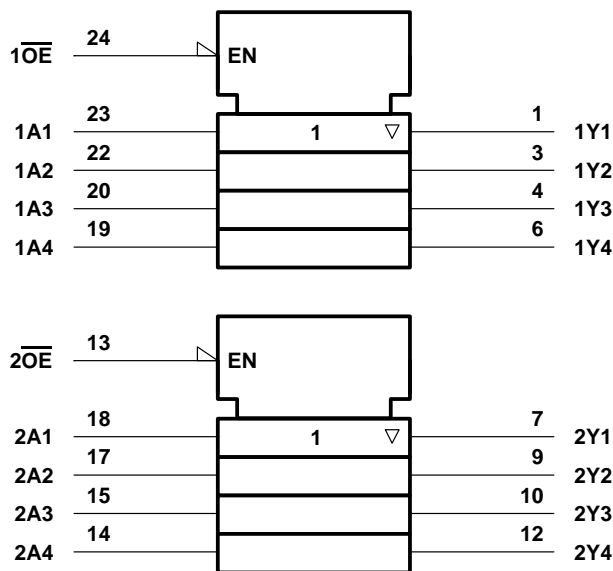 24
1O̅E̅ EN
23 1
1A1 1 ▽ 1Y1
22 3
1A2 1Y2
20 4
1A3 1Y3
19 6
1A4 1Y4
13
2O̅E̅ EN
18 7
2A1 1 ▽ 2Y1
17 9
2A2 2Y2
15 10
2A3 2Y3
14 12
2A4 2Y4